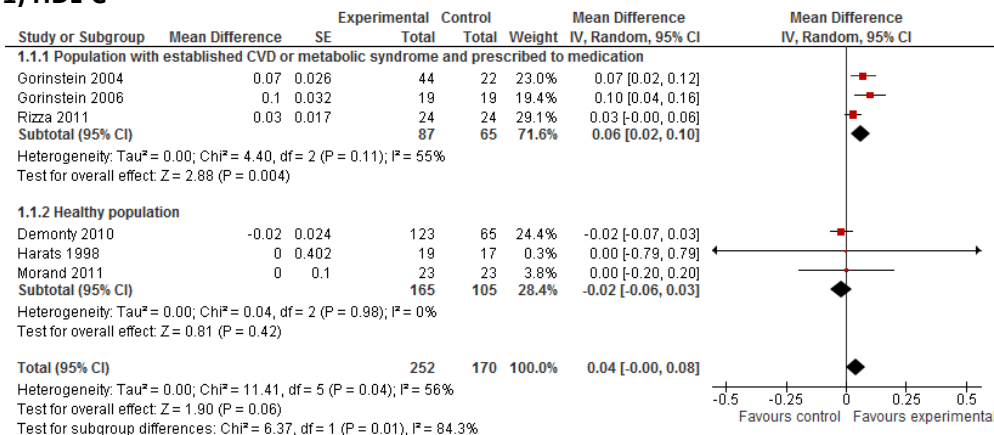 Experimental Control Mean Difference Mean Difference
Study or Subgroup Mean Difference SE Total Total Weight IV, Random, 95% CI IV, Random, 95% CI
1.1.1 Population with established CVD or metabolic syndrome and prescribed to medication
Gorinstein 2004 0.07 0.026 44 22 23.0% 0.07 [0.02, 0.12]
Gorinstein 2006 0.1 0.032 19 19 19.4% 0.10 [0.04, 0.16]
Rizza 2011 0.03 0.017 24 24 29.1% 0.03 [-0.00, 0.06]
Subtotal (95% CI) 87 65 71.6% 0.06 [0.02, 0.10]
Heterogeneity: Tau² = 0.00; Chi² = 4.40, df = 2 (P = 0.11); I² = 55%
Test for overall effect: Z = 2.88 (P = 0.004)
1.1.2 Healthy population
Demonty 2010 -0.02 0.024 123 65 24.4% -0.02 [-0.07, 0.03]
Harats 1998 0 0.402 19 17 0.3% 0.00 [-0.79, 0.79]
Morand 2011 0 0.1 23 23 3.8% 0.00 [-0.20, 0.20]
Subtotal (95% CI) 165 105 28.4% -0.02 [-0.06, 0.03]
Heterogeneity: Tau² = 0.00; Chi² = 0.04, df = 2 (P = 0.98); I² = 0%
Test for overall effect: Z = 0.81 (P = 0.42)
Total (95% CI) 252 170 100.0% 0.04 [-0.00, 0.08]
Heterogeneity: Tau² = 0.00; Chi² = 11.41, df = 5 (P = 0.04); I² = 56%
Test for overall effect: Z = 1.90 (P = 0.06)
Test for subgroup differences: Chi² = 6.37, df = 1 (P = 0.01), I² = 84.3%
-0.5 -0.25 0 0.25 0.5
Favours control Favours experimental